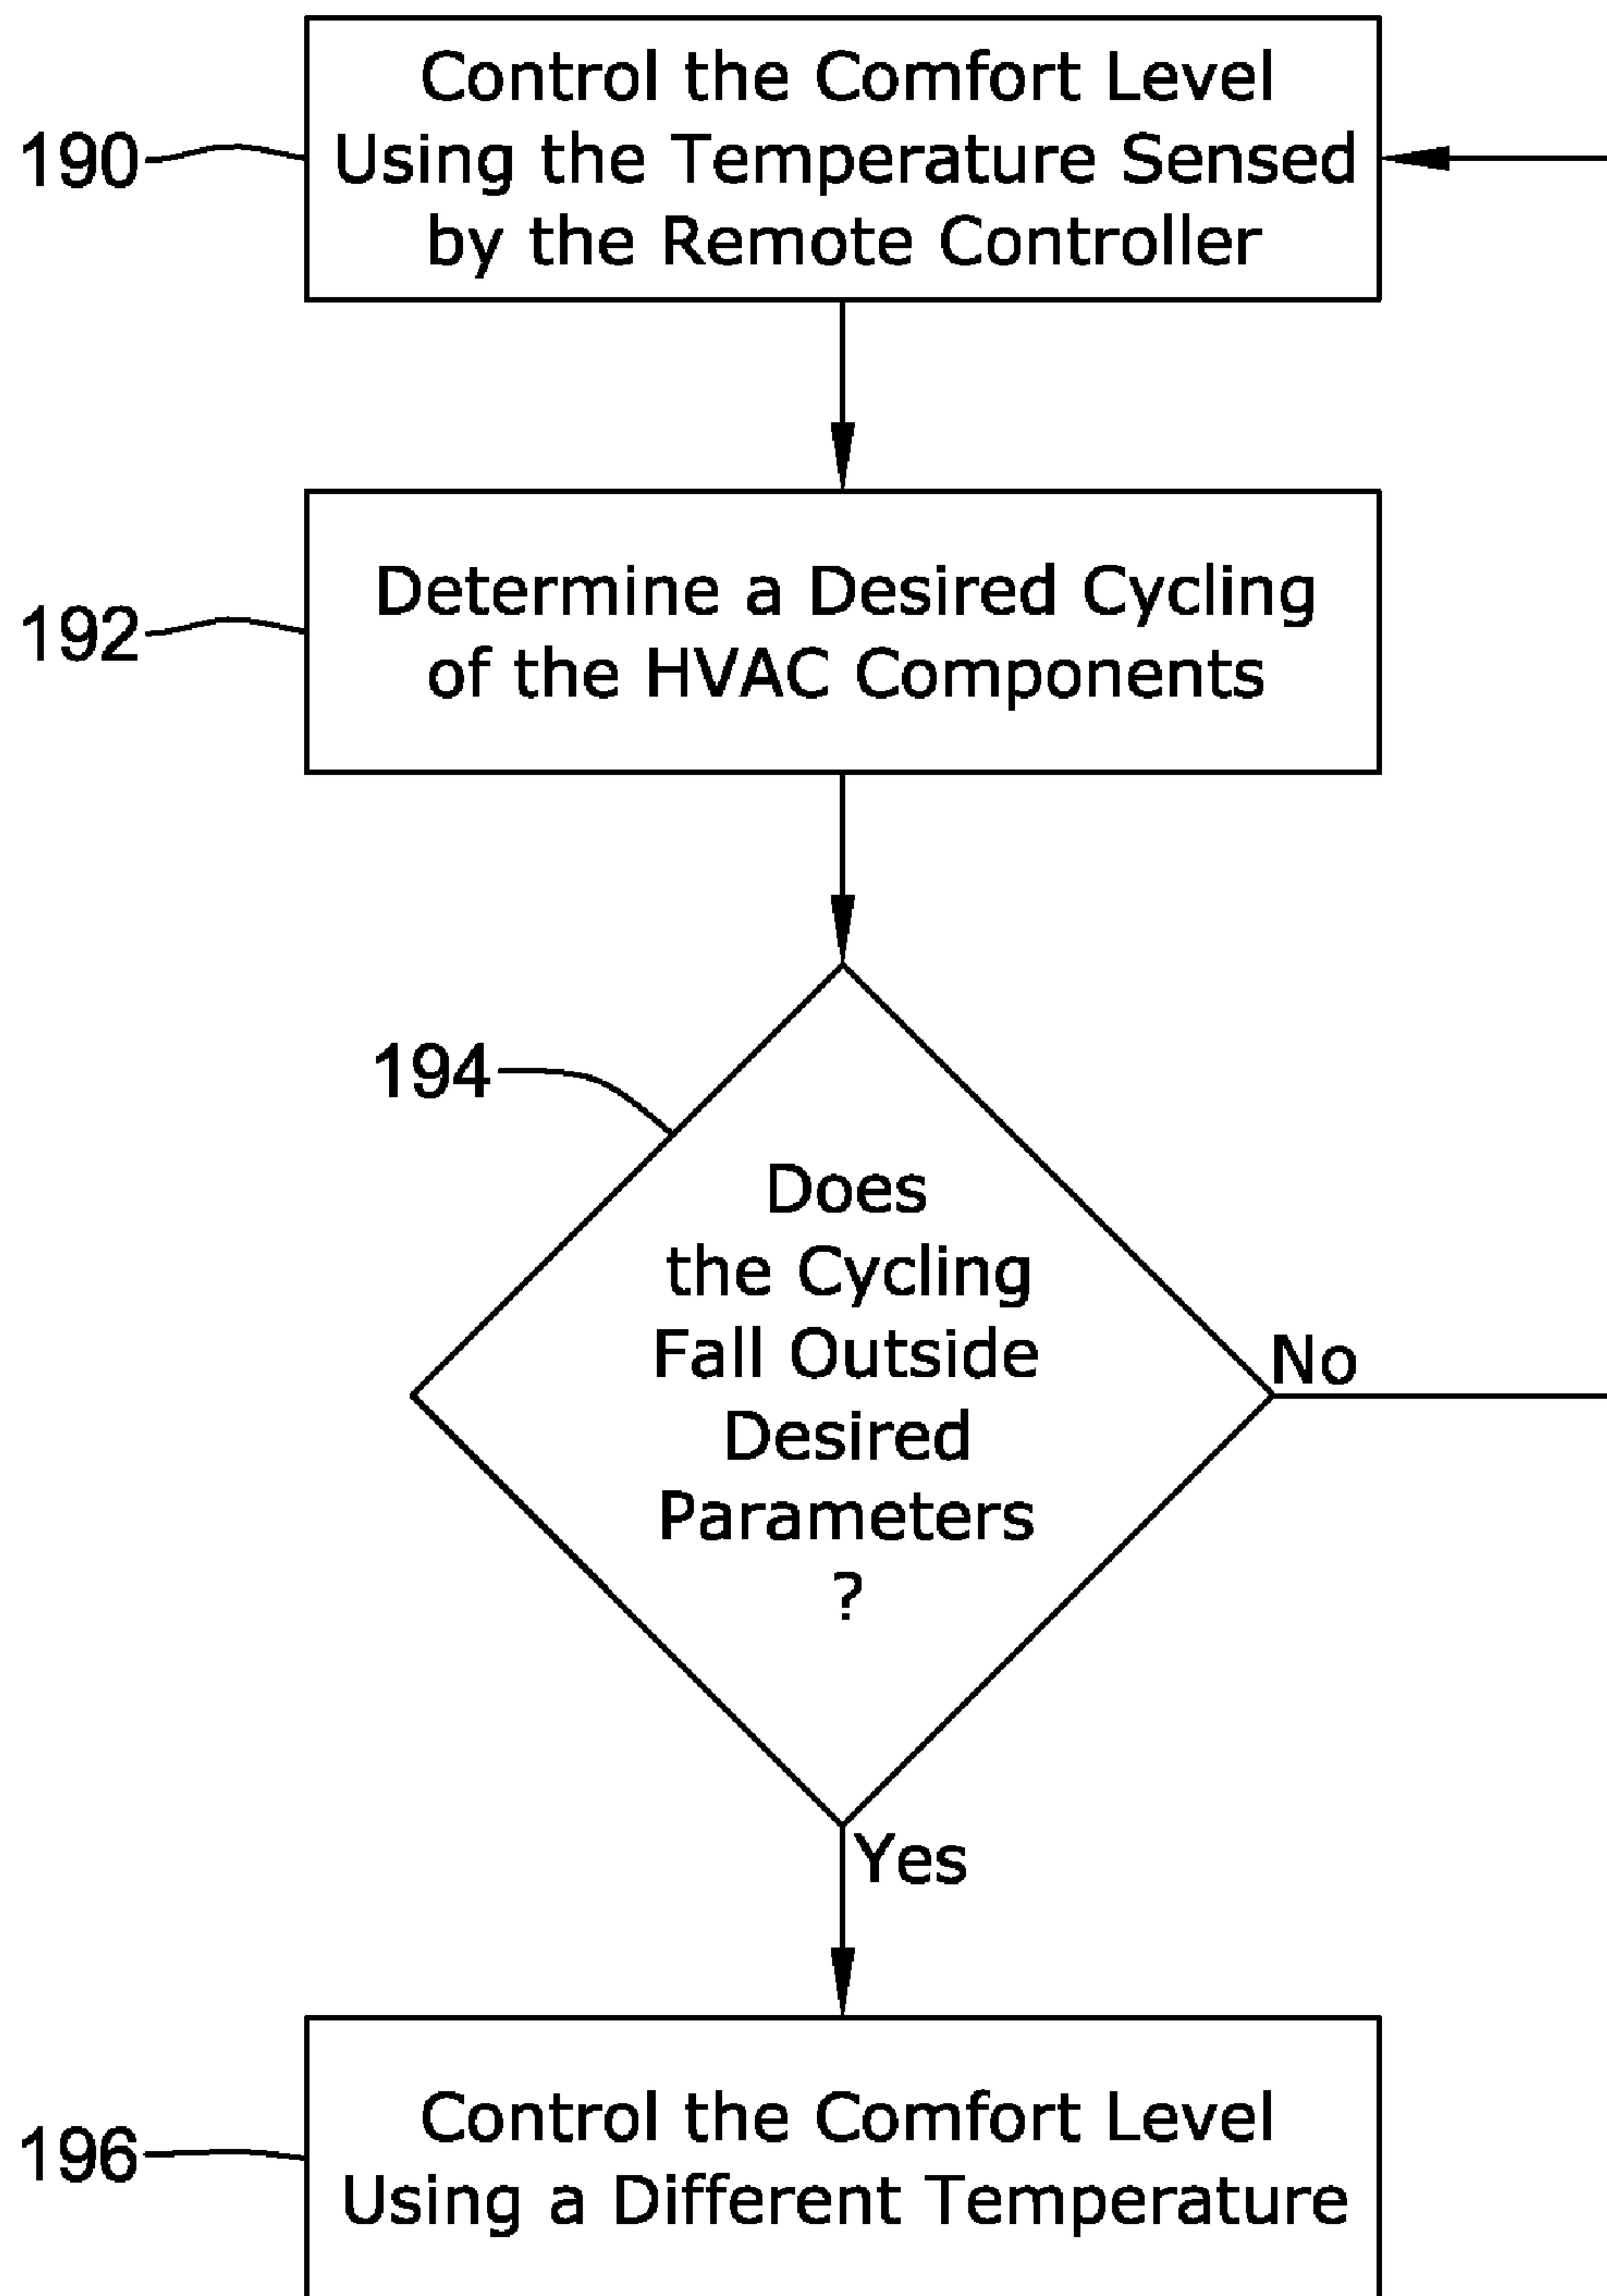 Control the Comfort Level
190
Using the Temperature Sensed
by the Remote Controller
Determine a Desired Cycling
192
of the HVAC Components
194
Does
the Cycling
Fall Outside
No
Desired
Parameters
?
Yes
Control the Comfort Level
196
Using a Different Temperature